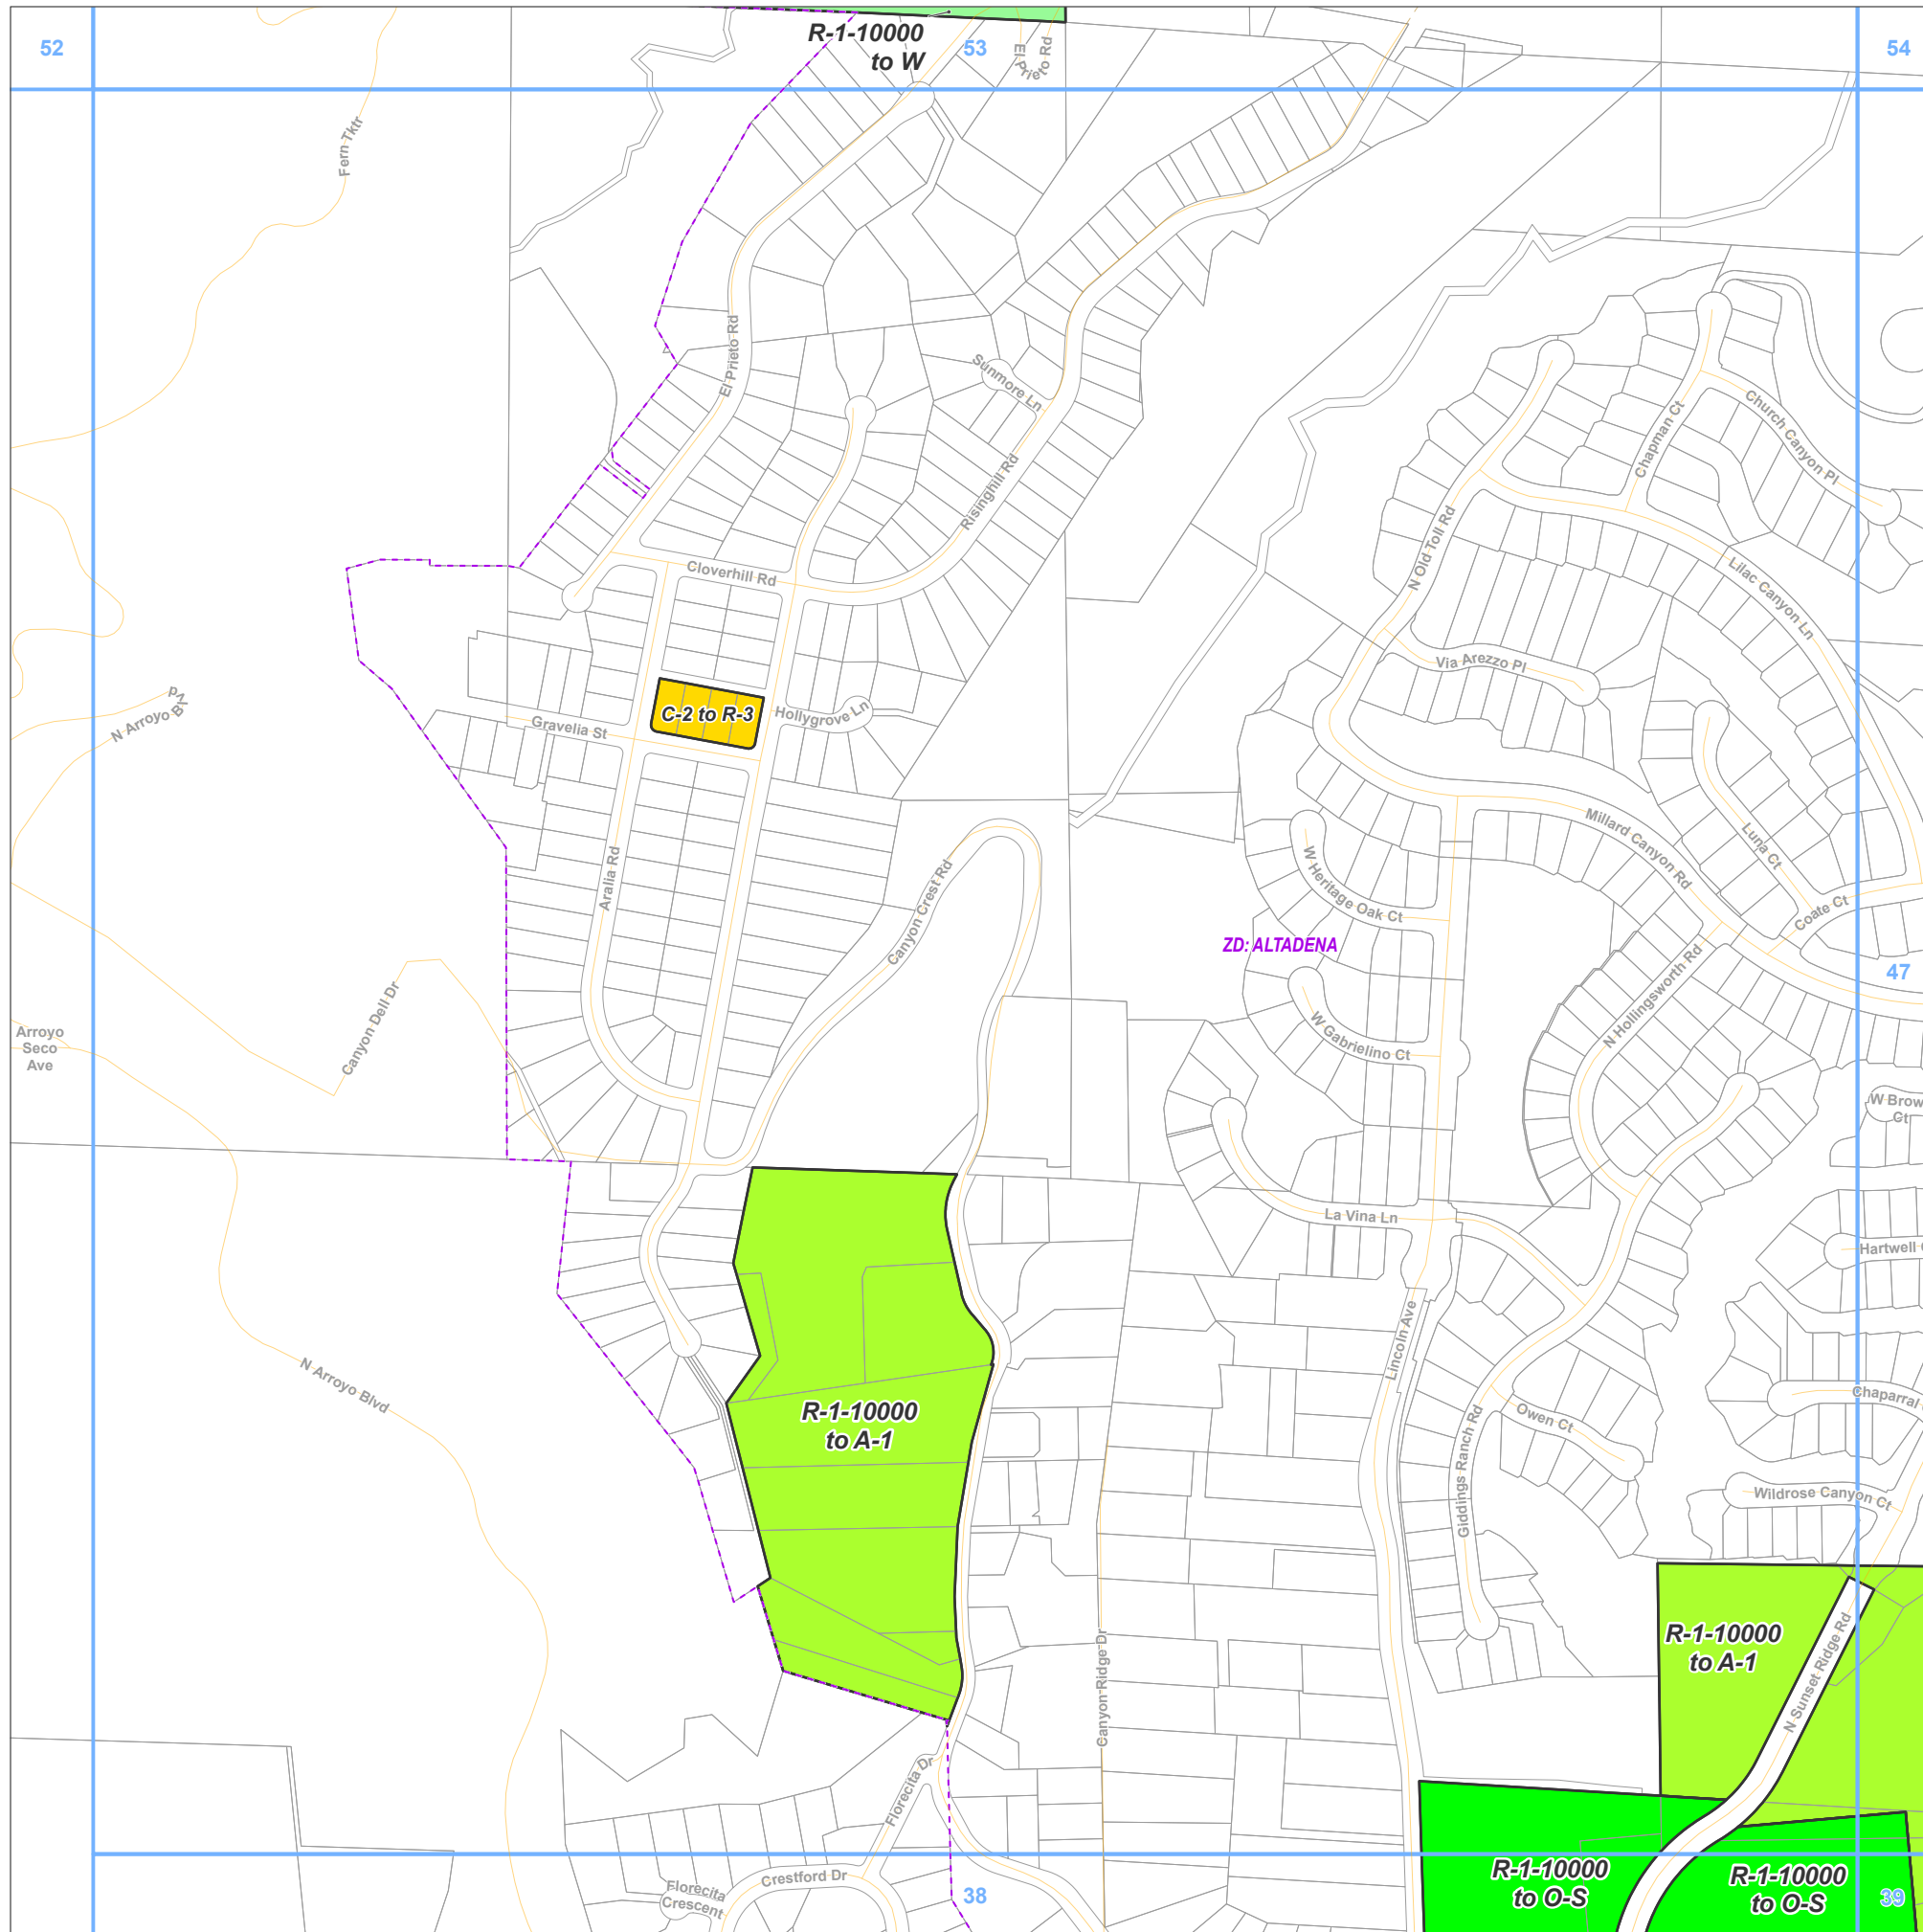 52
R-1-10000
to W
53
El Prieto Rd
54
Fern Tktr
El Prieto Rd
Sunmore Ln
Risinghill Rd
Cloverhill Rd
Chapman Ct
Church Canyon Pl
N Old Toll Rd
Lilac Canyon Ln
Via Arezzo Pl
N Arroyo Blvd
Gravelia St
C-2 to R-3
Hollygrove Ln
Aralia Rd
Canyon Crest Rd
Millard Canyon Rd
Luna Ct
W Heritage Oak Ct
Coate Ct
ZD: ALTADENA
47
N Hollingsworth Rd
Canyon Dell Dr
Arroyo
Seco
Ave
W Gabrielino Ct
W Brow
Ct
La Vina Ln
Hartwell
Lincoln Ave
N Arroyo Blvd
R-1-10000
to A-1
Giddings Ranch Rd
Owen Ct
Chaparral
Wildrose Canyon Ct
R-1-10000
to A-1
N Sunset Ridge Rd
Canyon Ridge Dr
Florecita Dr
Crestford Dr
Florecita
Crescent
38
R-1-10000
to O-S
R-1-10000
to O-S
39